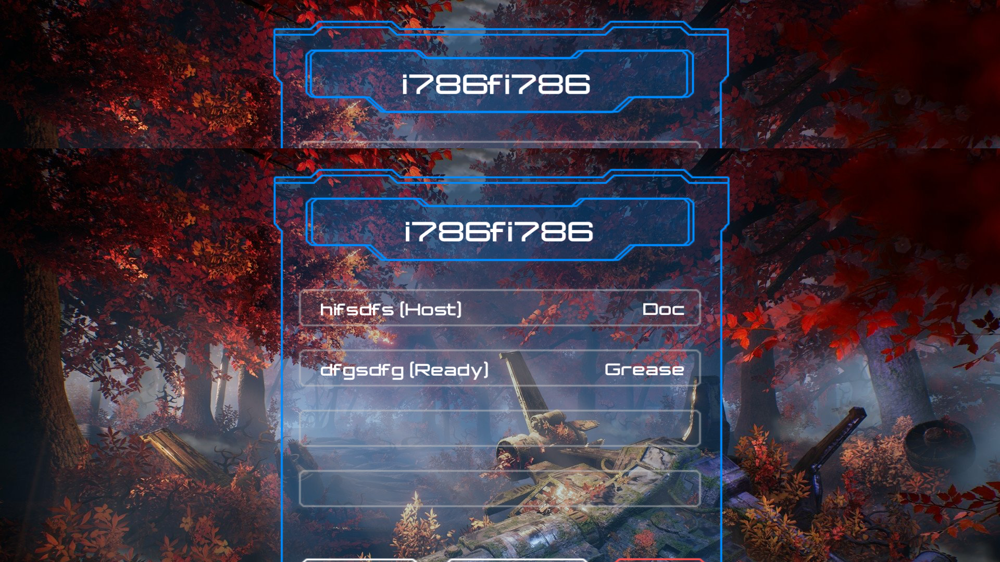 i786fi786
i786fi786
hifsdfs (Host) Doc
dfgsdfg (Ready) Grease